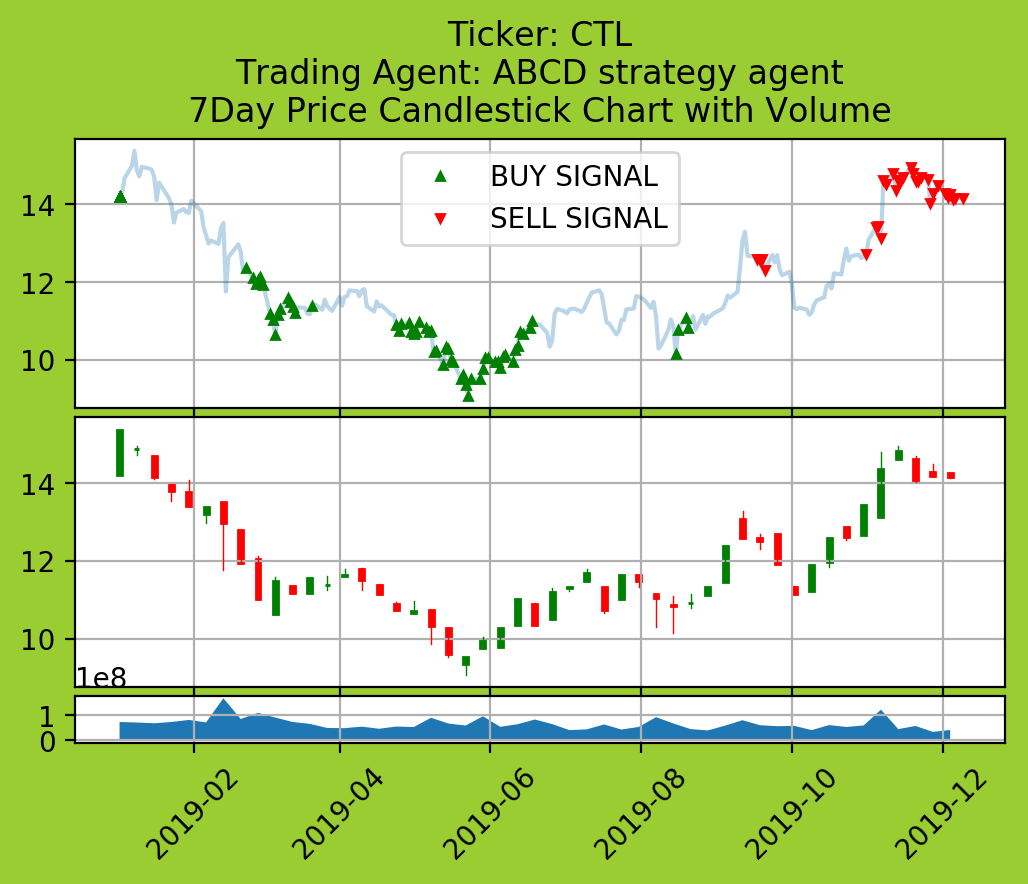 Ticker: CTL
Trading Agent: ABCD strategy agent
7Day Price Candlestick Chart with Volume
BUY SIGNAL
SELL SIGNAL
14
12
10
14
12
10
1e8
1
0
2019-02
2019-04
2019-06
2019-08
2019-10
2019-12